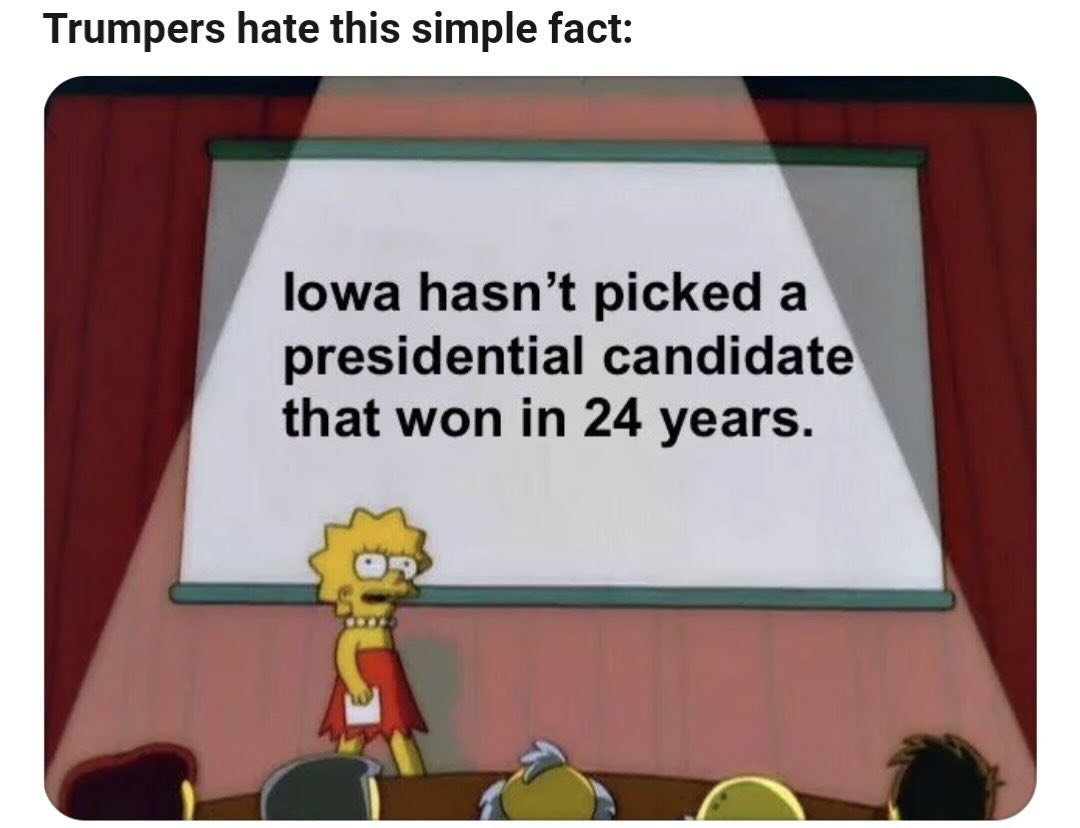 Trumpers hate this simple fact:
Iowa hasn’t picked a
presidential candidate
that won in 24 years.